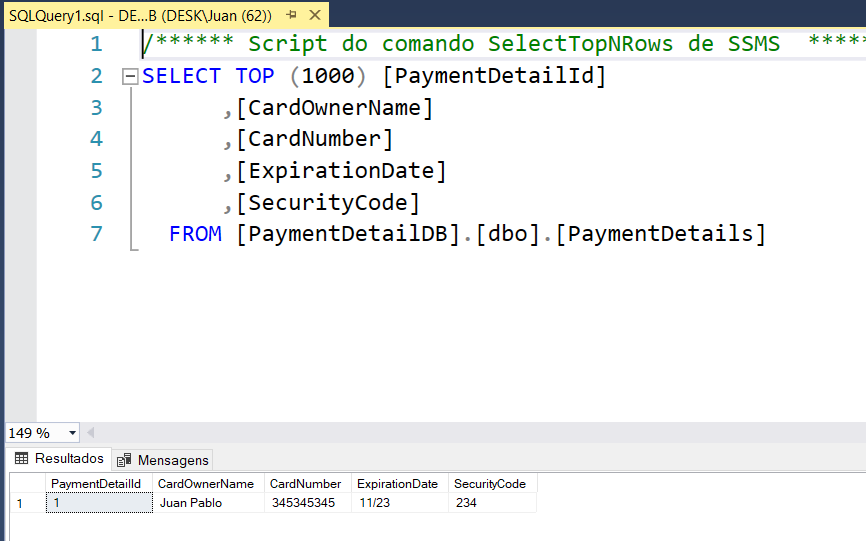 SQLQuery1.sql - DE...B (DESK\Juan (62))
1 /****** Script do comando SelectTopNRows de SSMS *****
2 SELECT TOP (1000) [PaymentDetailId]
3 ,[CardOwnerName]
4 ,[CardNumber]
5 ,[ExpirationDate]
6 ,[SecurityCode]
7 FROM [PaymentDetailDB].[dbo].[PaymentDetails]
149 %
Resultados Mensagens
PaymentDetailId CardOwnerName CardNumber ExpirationDate SecurityCode
1 1 Juan Pablo 345345345 11/23 234